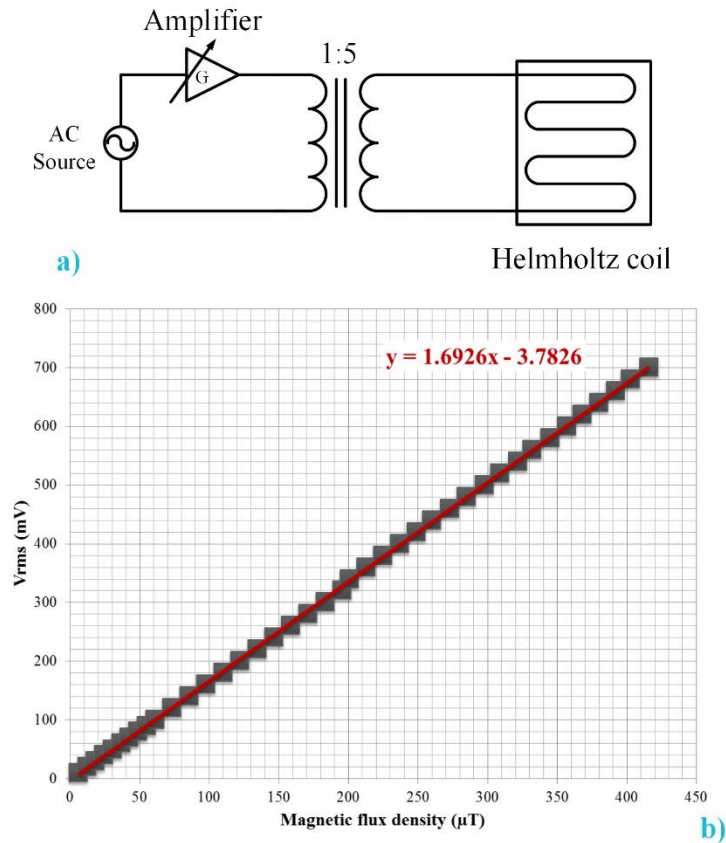 Amplifier
1:5
G
AC
Source
a)
Helmholtz coil
800
700
600
500
400
300
200
100
0
y = 1.6926x - 3.7826
Vrms (mV)
0 50 100 150 200 250 300 350 400 450
Magnetic flux density (µT)
b)